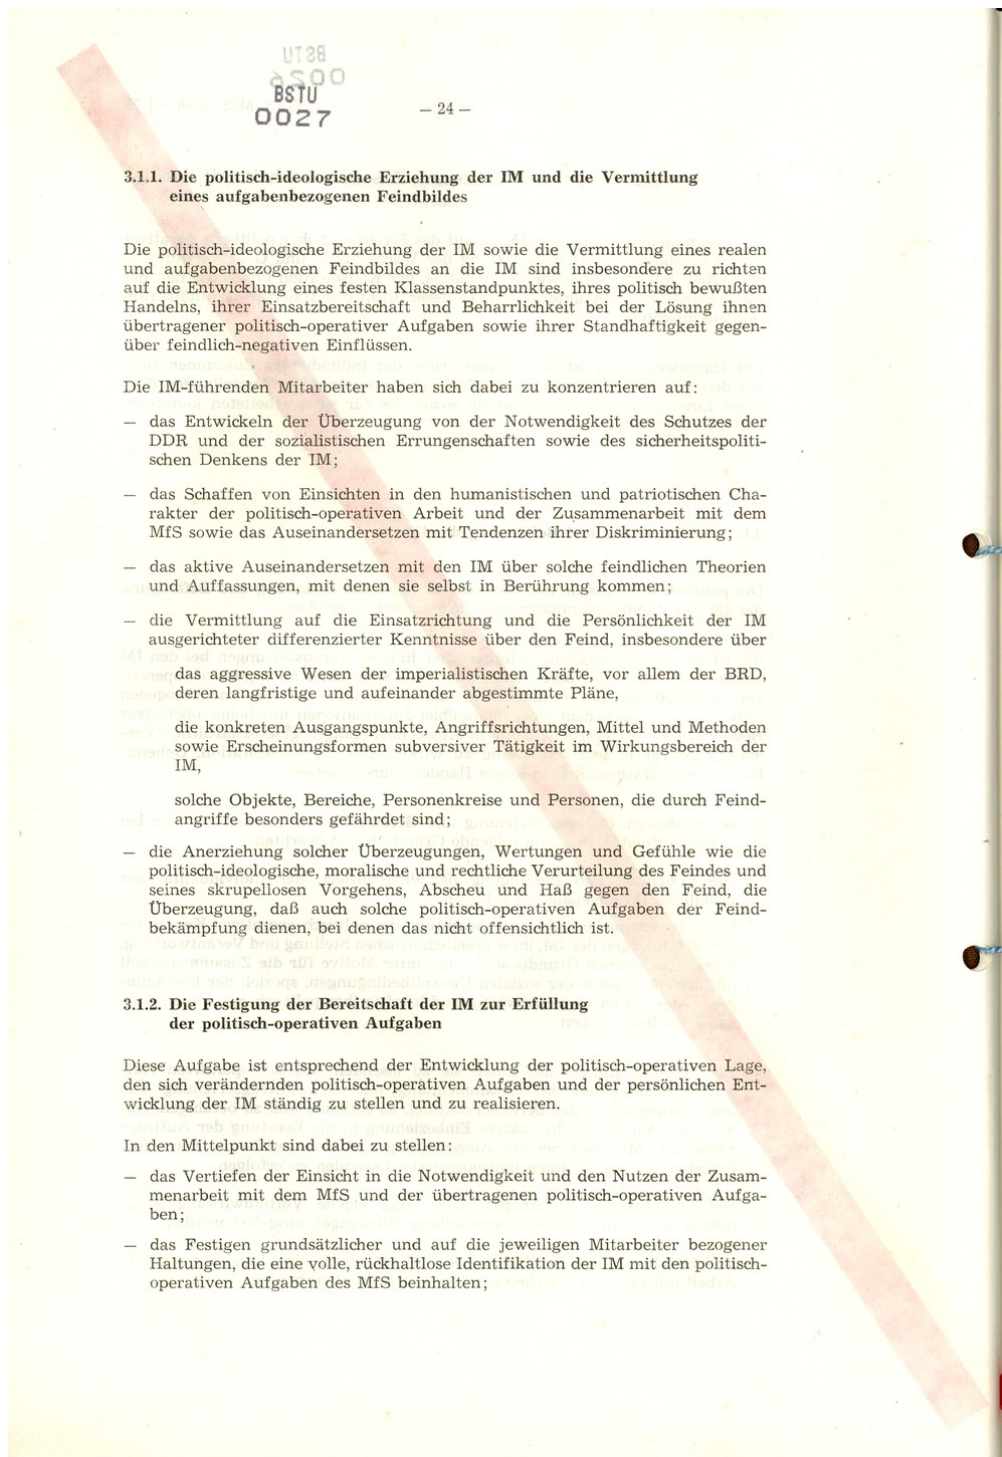 BSTU
0026
BSTU
0027
— 24 —
3.1.1. Die politisch-ideologische Erziehung der IM und die Vermittlung
eines aufgabenbezogenen Feindbildes
Die politisch-ideologische Erziehung der IM sowie die Vermittlung eines realen
und aufgabenbezogenen Feindbildes an die IM sind insbesondere zu richten
auf die Entwicklung eines festen Klassenstandpunktes, ihres politisch bewußten
Handelns, ihrer Einsatzbereitschaft und Beharrlichkeit bei der Lösung ihnen
übertragener politisch-operativer Aufgaben sowie ihrer Standhaftigkeit gegen-
über feindlich-negativen Einflüssen.
Die IM-führenden Mitarbeiter haben sich dabei zu konzentrieren auf:
— das Entwickeln der Überzeugung von der Notwendigkeit des Schutzes der
DDR und der sozialistischen Errungenschaften sowie des sicherheitspoliti-
schen Denkens der IM;
— das Schaffen von Einsichten in den humanistischen und patriotischen Cha-
rakter der politisch-operativen Arbeit und der Zusammenarbeit mit dem
MfS sowie das Auseinandersetzen mit Tendenzen ihrer Diskriminierung;
— das aktive Auseinandersetzen mit den IM über solche feindlichen Theorien
und Auffassungen, mit denen sie selbst in Berührung kommen;
— die Vermittlung auf die Einsatzrichtung und die Persönlichkeit der IM
ausgerichteter differenzierter Kenntnisse über den Feind, insbesondere über
das aggressive Wesen der imperialistischen Kräfte, vor allem der BRD,
deren langfristige und aufeinander abgestimmte Pläne,
die konkreten Ausgangspunkte, Angriffsrichtungen, Mittel und Methoden
sowie Erscheinungsformen subversiver Tätigkeit im Wirkungsbereich der
IM,
solche Objekte, Bereiche, Personenkreise und Personen, die durch Feind-
angriffe besonders gefährdet sind;
— die Anerziehung solcher Überzeugungen, Wertungen und Gefühle wie die
politisch-ideologische, moralische und rechtliche Verurteilung des Feindes und
seines skrupellosen Vorgehens, Abscheu und Haß gegen den Feind, die
Überzeugung, daß auch solche politisch-operativen Aufgaben der Feind-
bekämpfung dienen, bei denen das nicht offensichtlich ist.
3.1.2. Die Festigung der Bereitschaft der IM zur Erfüllung
der politisch-operativen Aufgaben
Diese Aufgabe ist entsprechend der Entwicklung der politisch-operativen Lage,
den sich verändernden politisch-operativen Aufgaben und der persönlichen Ent-
wicklung der IM ständig zu stellen und zu realisieren.
In den Mittelpunkt sind dabei zu stellen:
— das Vertiefen der Einsicht in die Notwendigkeit und den Nutzen der Zusam-
menarbeit mit dem MfS und der übertragenen politisch-operativen Aufga-
ben;
— das Festigen grundsätzlicher und auf die jeweiligen Mitarbeiter bezogener
Haltungen, die eine volle, rückhaltlose Identifikation der IM mit den politisch-
operativen Aufgaben des MfS beinhalten;